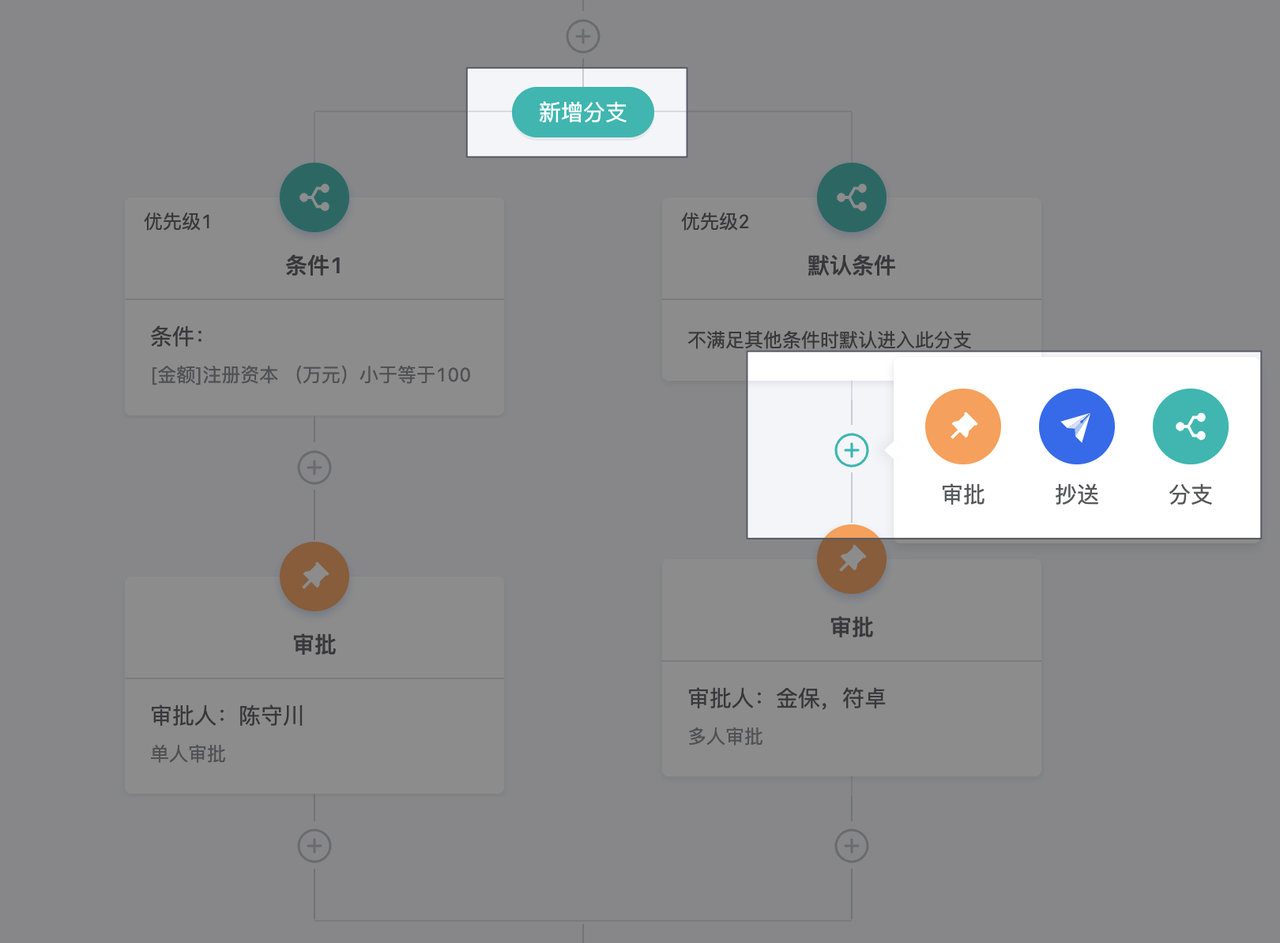 新增分支
优先级1
条件1
条件：
[金额]注册资本 （万元）小于等于100
优先级2
默认条件
不满足其他条件时默认进入此分支
审批
抄送
分支
审批
审批人：陈守川
单人审批
审批
审批人：金保，符卓
多人审批